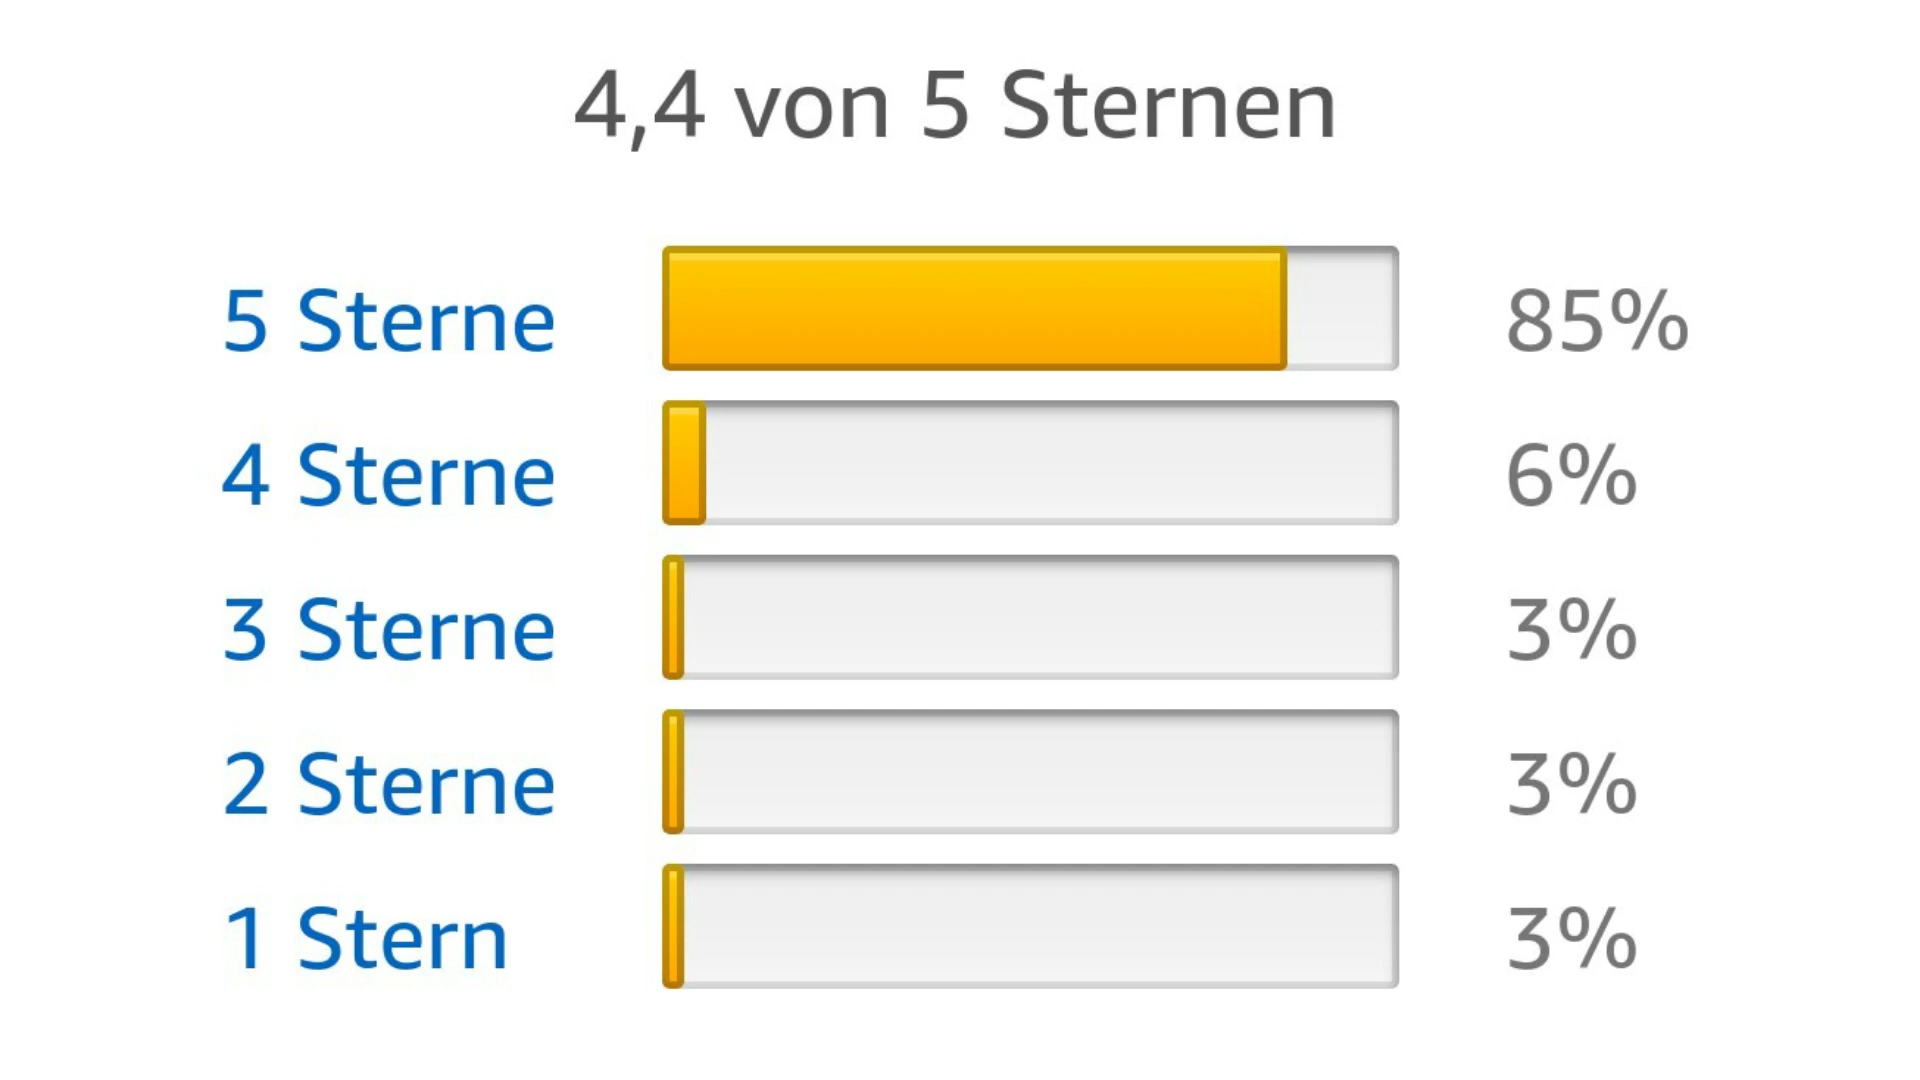 4,4 von 5 Sternen
5 Sterne 85%
4 Sterne 6%
3 Sterne 3%
2 Sterne 3%
1 Stern 3%